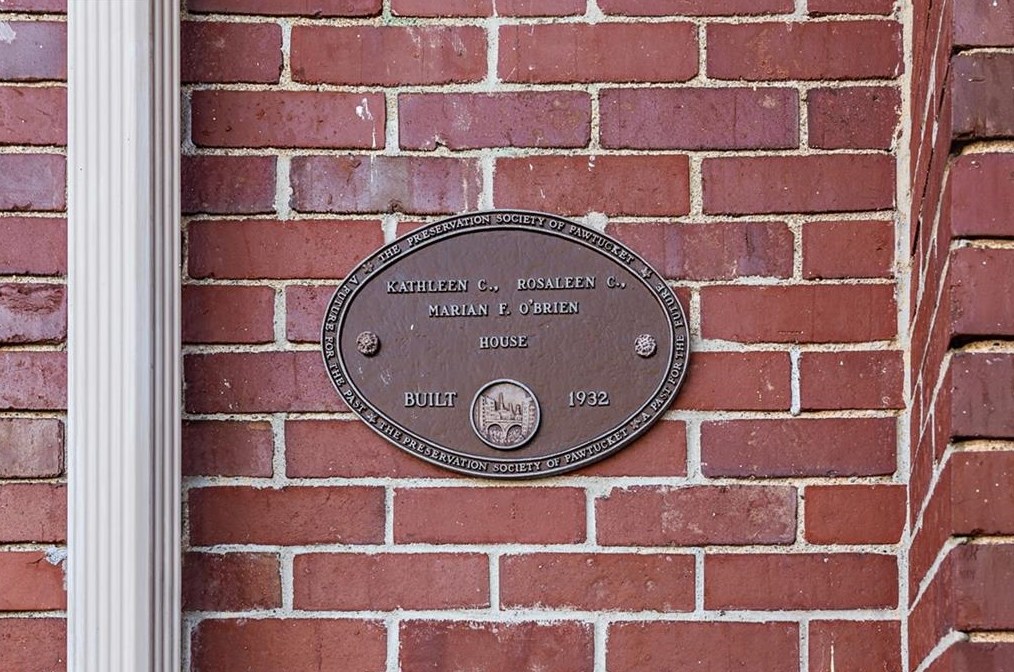 ★ THE PRESERVATION SOCIETY OF PAWTUCKET ★
A PAST FOR THE FUTURE
★ THE PRESERVATION SOCIETY OF PAWTUCKET ★
A FUTURE FOR THE PAST
KATHLEEN C., ROSALEEN C.,
MARIAN F. O'BRIEN
HOUSE
BUILT 1932